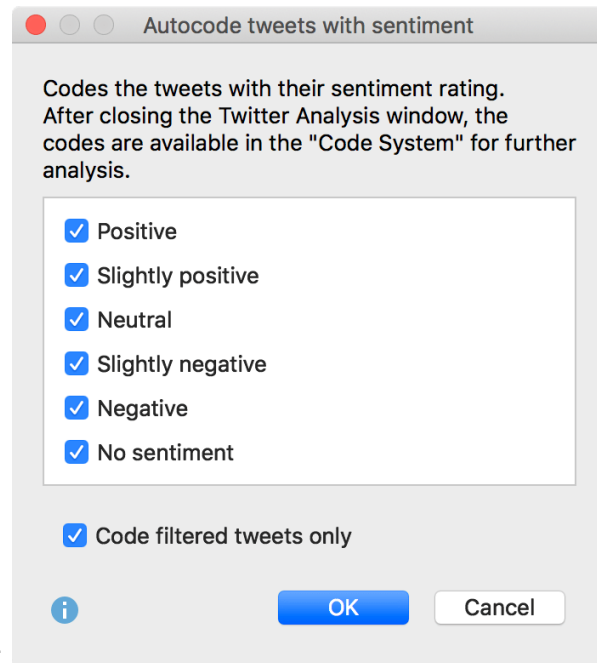 Autocode tweets with sentiment
Codes the tweets with their sentiment rating.
After closing the Twitter Analysis window, the
codes are available in the "Code System" for further
analysis.
Positive
Slightly positive
Neutral
Slightly negative
Negative
No sentiment
Code filtered tweets only
OK Cancel